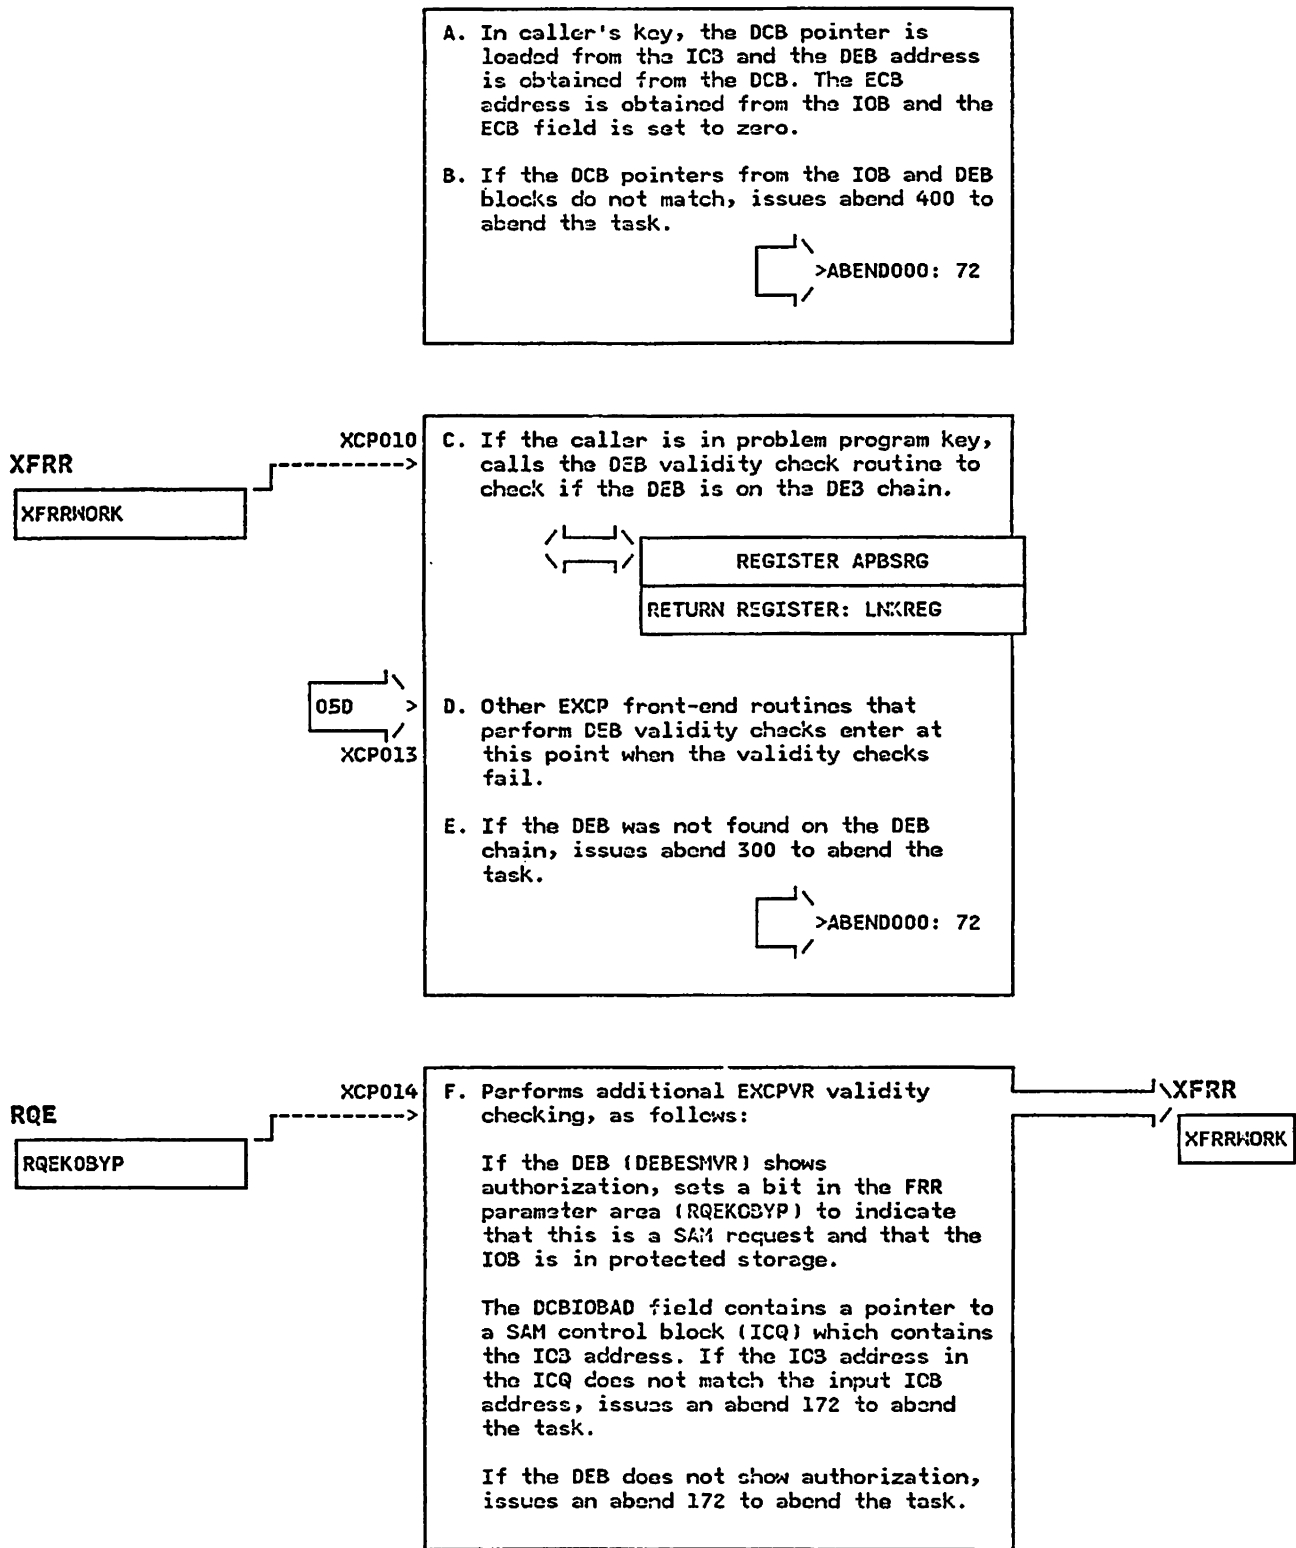 A. In caller's key, the DCB pointer is
loaded from the ICB and the DEB address
is obtained from the DCB. The ECB
address is obtained from the IOB and the
ECB field is set to zero.
B. If the DCB pointers from the IOB and DEB
blocks do not match, issues abend 400 to
abend the task.
>ABEND000: 72
XFRR
XFRRWORK
XCP010
C. If the caller is in problem program key,
calls the DEB validity check routine to
check if the DEB is on the DEB chain.
REGISTER APBSRG
RETURN REGISTER: LNKREG
05D >
XCP013
D. Other EXCP front-end routines that
perform DEB validity checks enter at
this point when the validity checks
fail.
E. If the DEB was not found on the DEB
chain, issues abend 300 to abend the
task.
>ABEND000: 72
RQE
RQEKOBYP
XCP014
F. Performs additional EXCPVR validity
checking, as follows:
If the DEB (DEBESMVR) shows
authorization, sets a bit in the FRR
parameter area (RQEKOBYP) to indicate
that this is a SAM request and that the
IOB is in protected storage.
The DCBIOBAD field contains a pointer to
a SAM control block (ICQ) which contains
the ICB address. If the ICB address in
the ICQ does not match the input ICB
address, issues an abend 172 to abend
the task.
If the DEB does not show authorization,
issues an abend 172 to abend the task.
XFRR
XFRRWORK